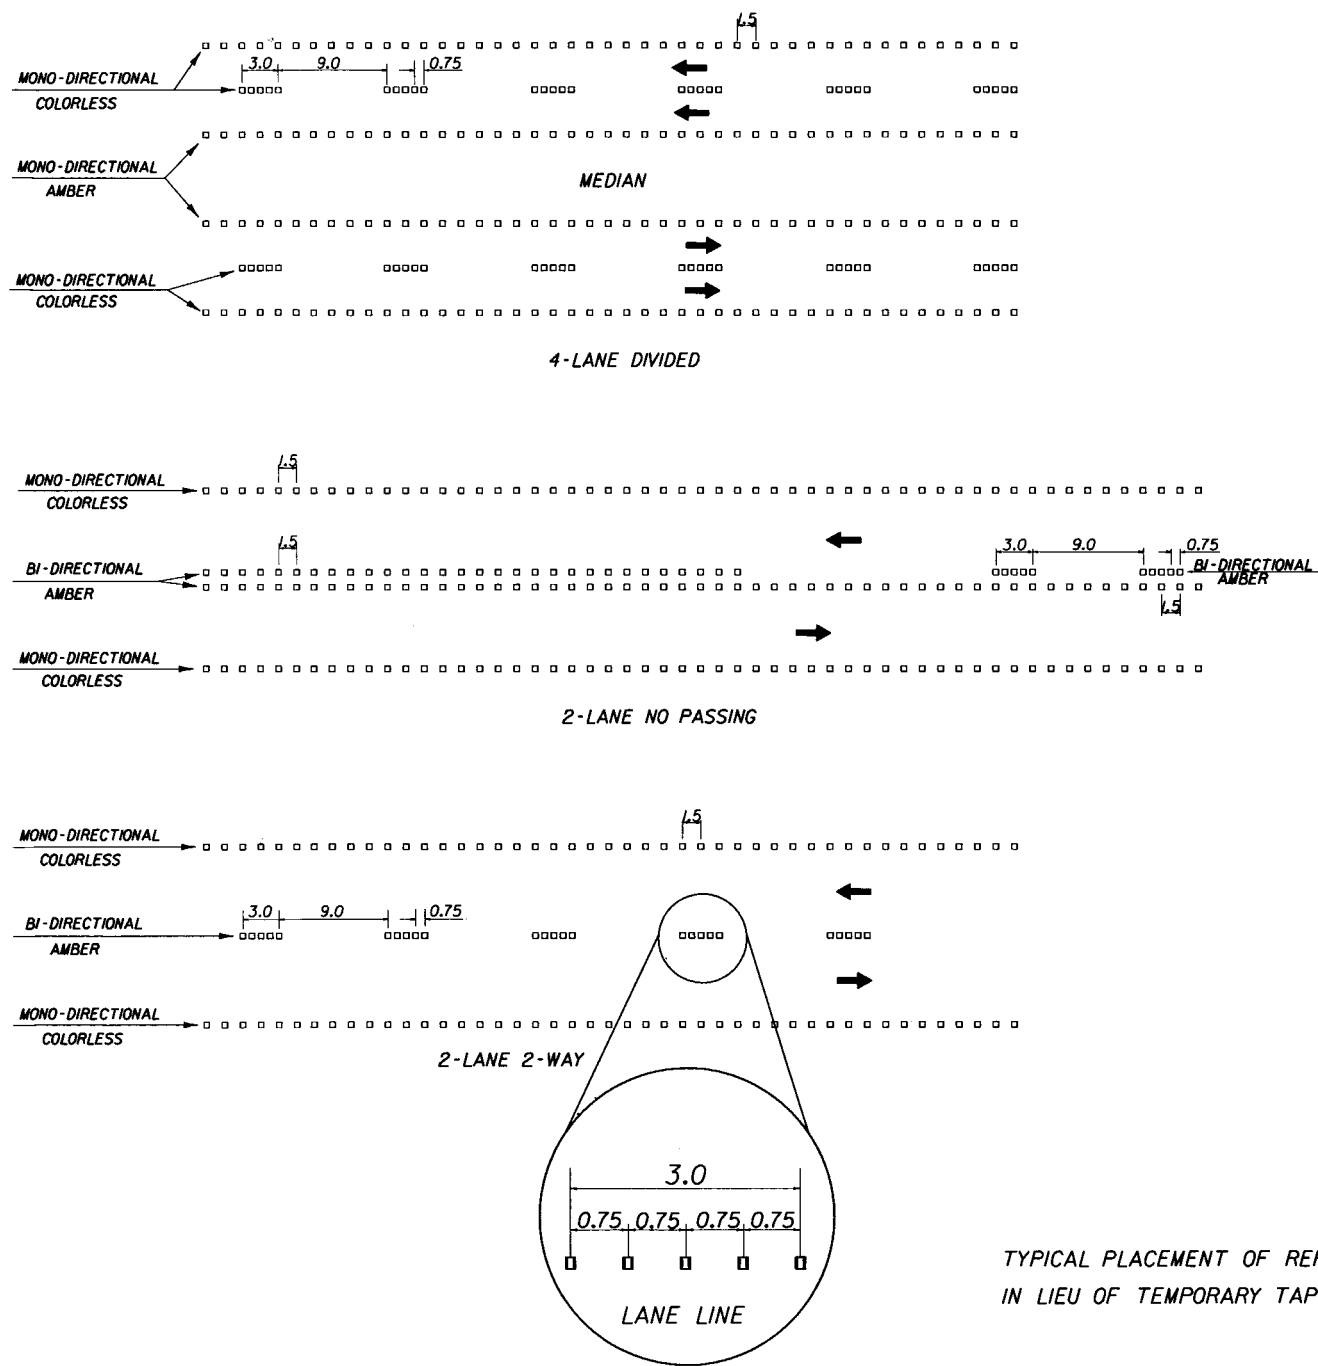 1.5
3.0 9.0 0.75
MONO-DIRECTIONAL
COLORLESS
MONO-DIRECTIONAL
AMBER
MEDIAN
MONO-DIRECTIONAL
COLORLESS
4-LANE DIVIDED
1.5
MONO-DIRECTIONAL
COLORLESS
1.5
3.0 9.0 0.75
BI-DIRECTIONAL
AMBER
BI-DIRECTIONAL
AMBER
1.5
MONO-DIRECTIONAL
COLORLESS
2-LANE NO PASSING
1.5
MONO-DIRECTIONAL
COLORLESS
3.0 9.0 0.75
BI-DIRECTIONAL
AMBER
MONO-DIRECTIONAL
COLORLESS
2-LANE 2-WAY
3.0
0.75 0.75 0.75 0.75
LANE LINE
TYPICAL PLACEMENT OF
IN LIEU OF TEMPORARY